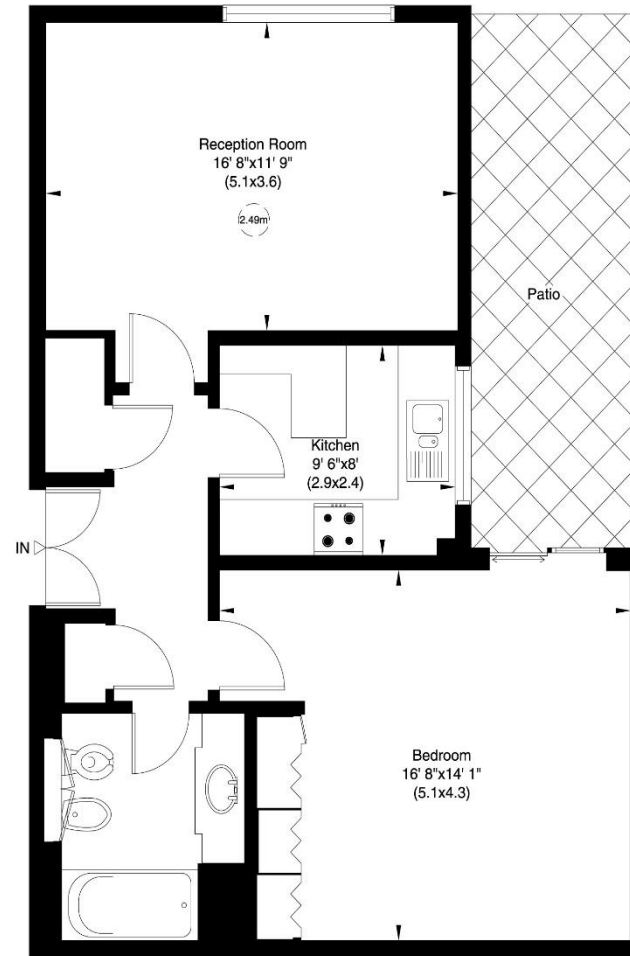 Reception Room
16' 8"x11' 9"
(5.1x3.6)
2.49m
Patio
Kitchen
9' 6"x8'
(2.9x2.4)
IN
Bedroom
16' 8"x14' 1"
(5.1x4.3)